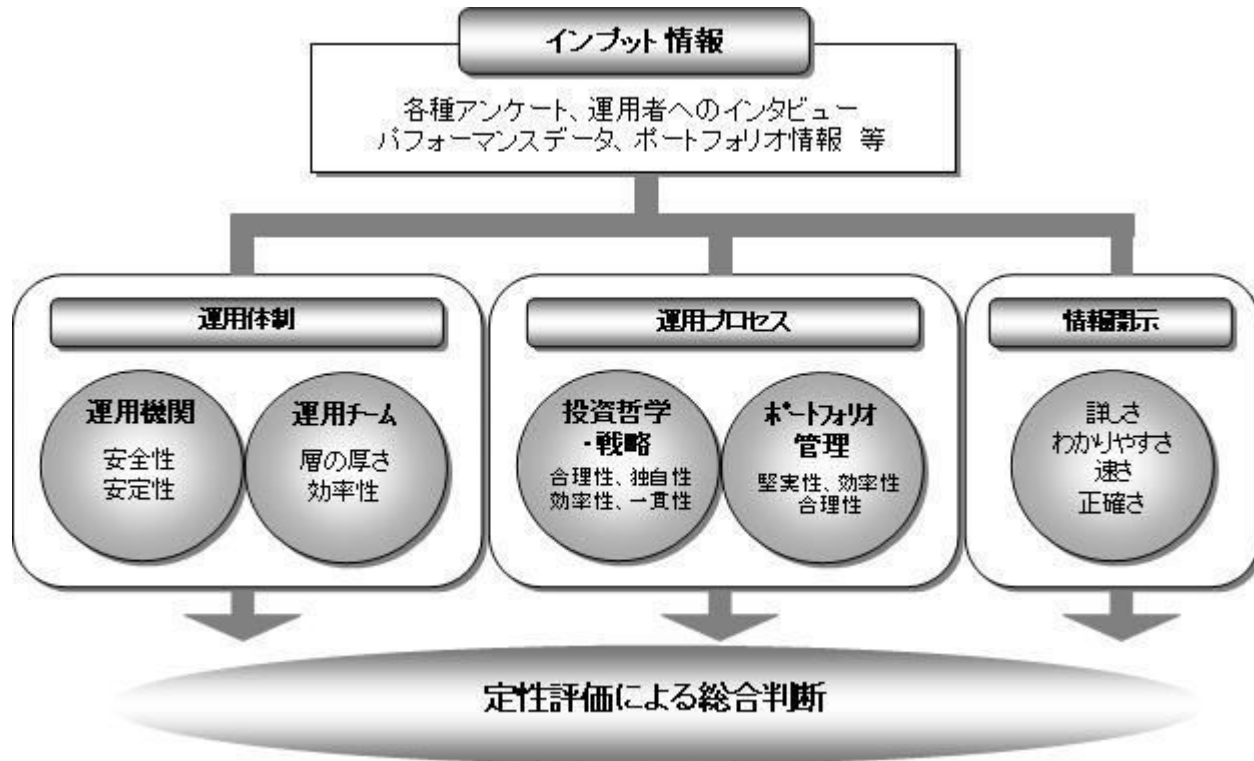 インプット情報
各種アンケート、運用者へのインタビュー
パフォーマンスデータ、ポートフォリオ情報 等
運用体制
運用機関
安全性
安定性
運用チーム
層の厚さ
効率性
運用プロセス
投資哲学
・戦略
合理性、独自性
効率性、一貫性
ポートフォリオ
管理
堅実性、効率性
合理性
情報開示
詳しさ
わかりやすさ
速さ
正確さ
定性評価による総合判断